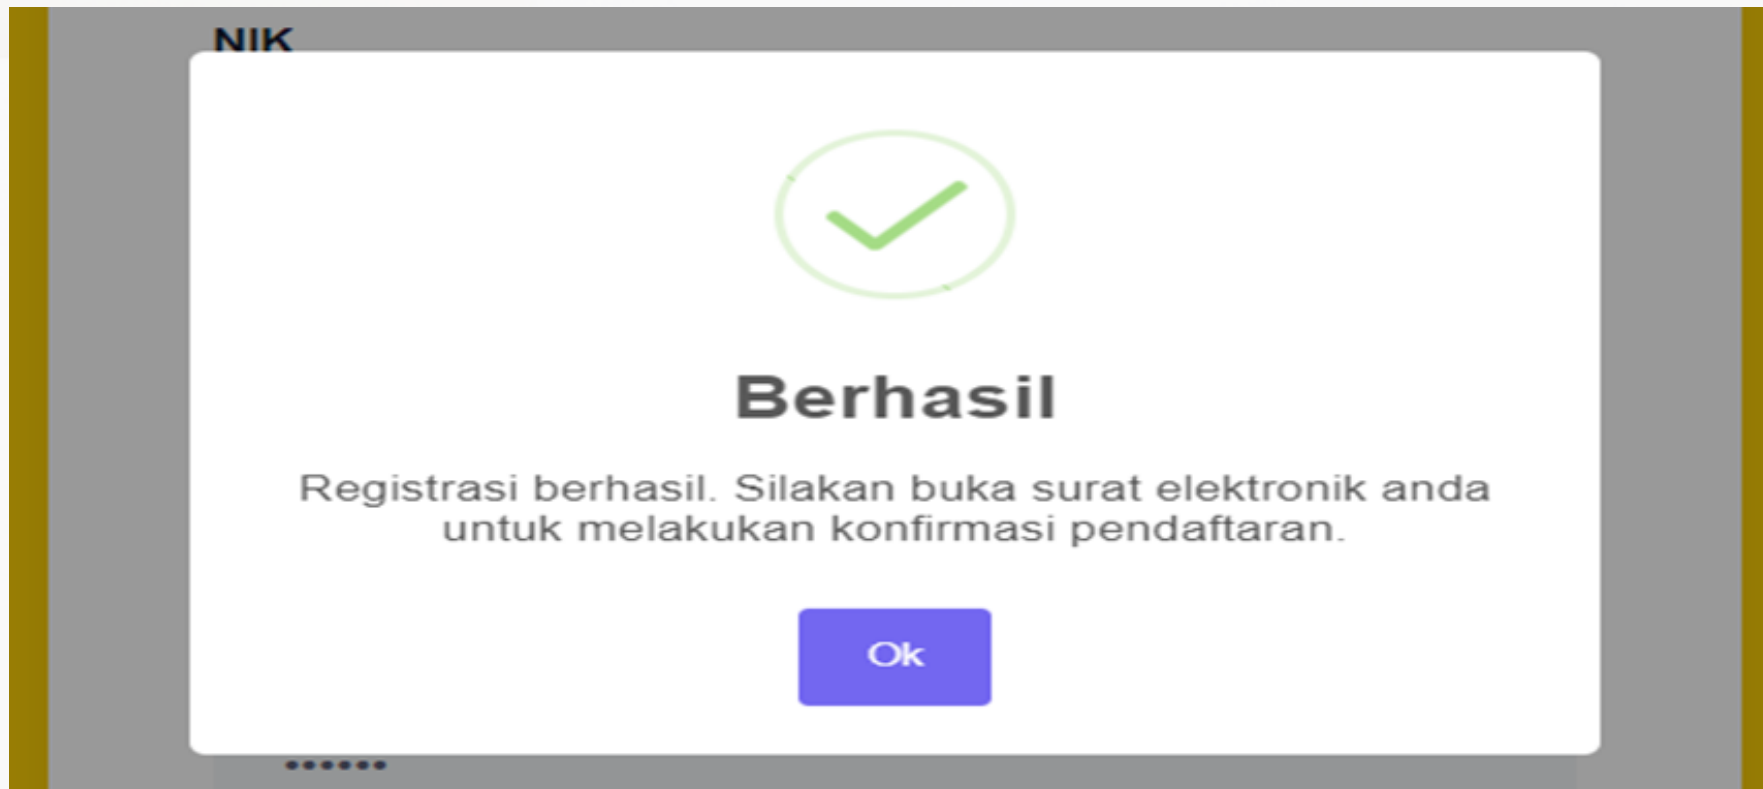 NIK
Berhasil
Registrasi berhasil. Silakan buka surat elektronik anda
untuk melakukan konfirmasi pendaftaran.
Ok
••••••